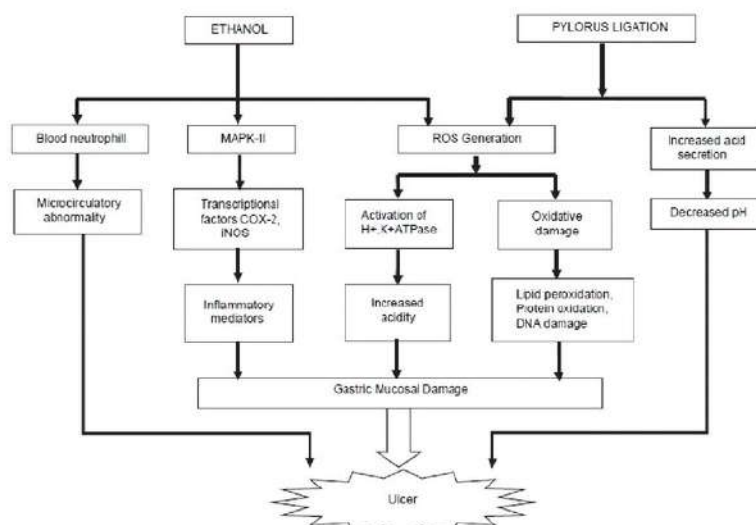 ETHANOL
PYLORUS LIGATION
Blood neutrophill
MAPK-II
ROS Generation
Increased acid
secretion
Microcirculatory
abnormality
Transcriptional
factors COX-2,
iNOS
Activation of
H+,K+ATPase
Oxidative
damage
Decreased pH
Inflammatory
mediators
Increased
acidity
Lipid peroxidation,
Protein oxidation,
DNA damage
Gastric Mucosal Damage
Ulcer